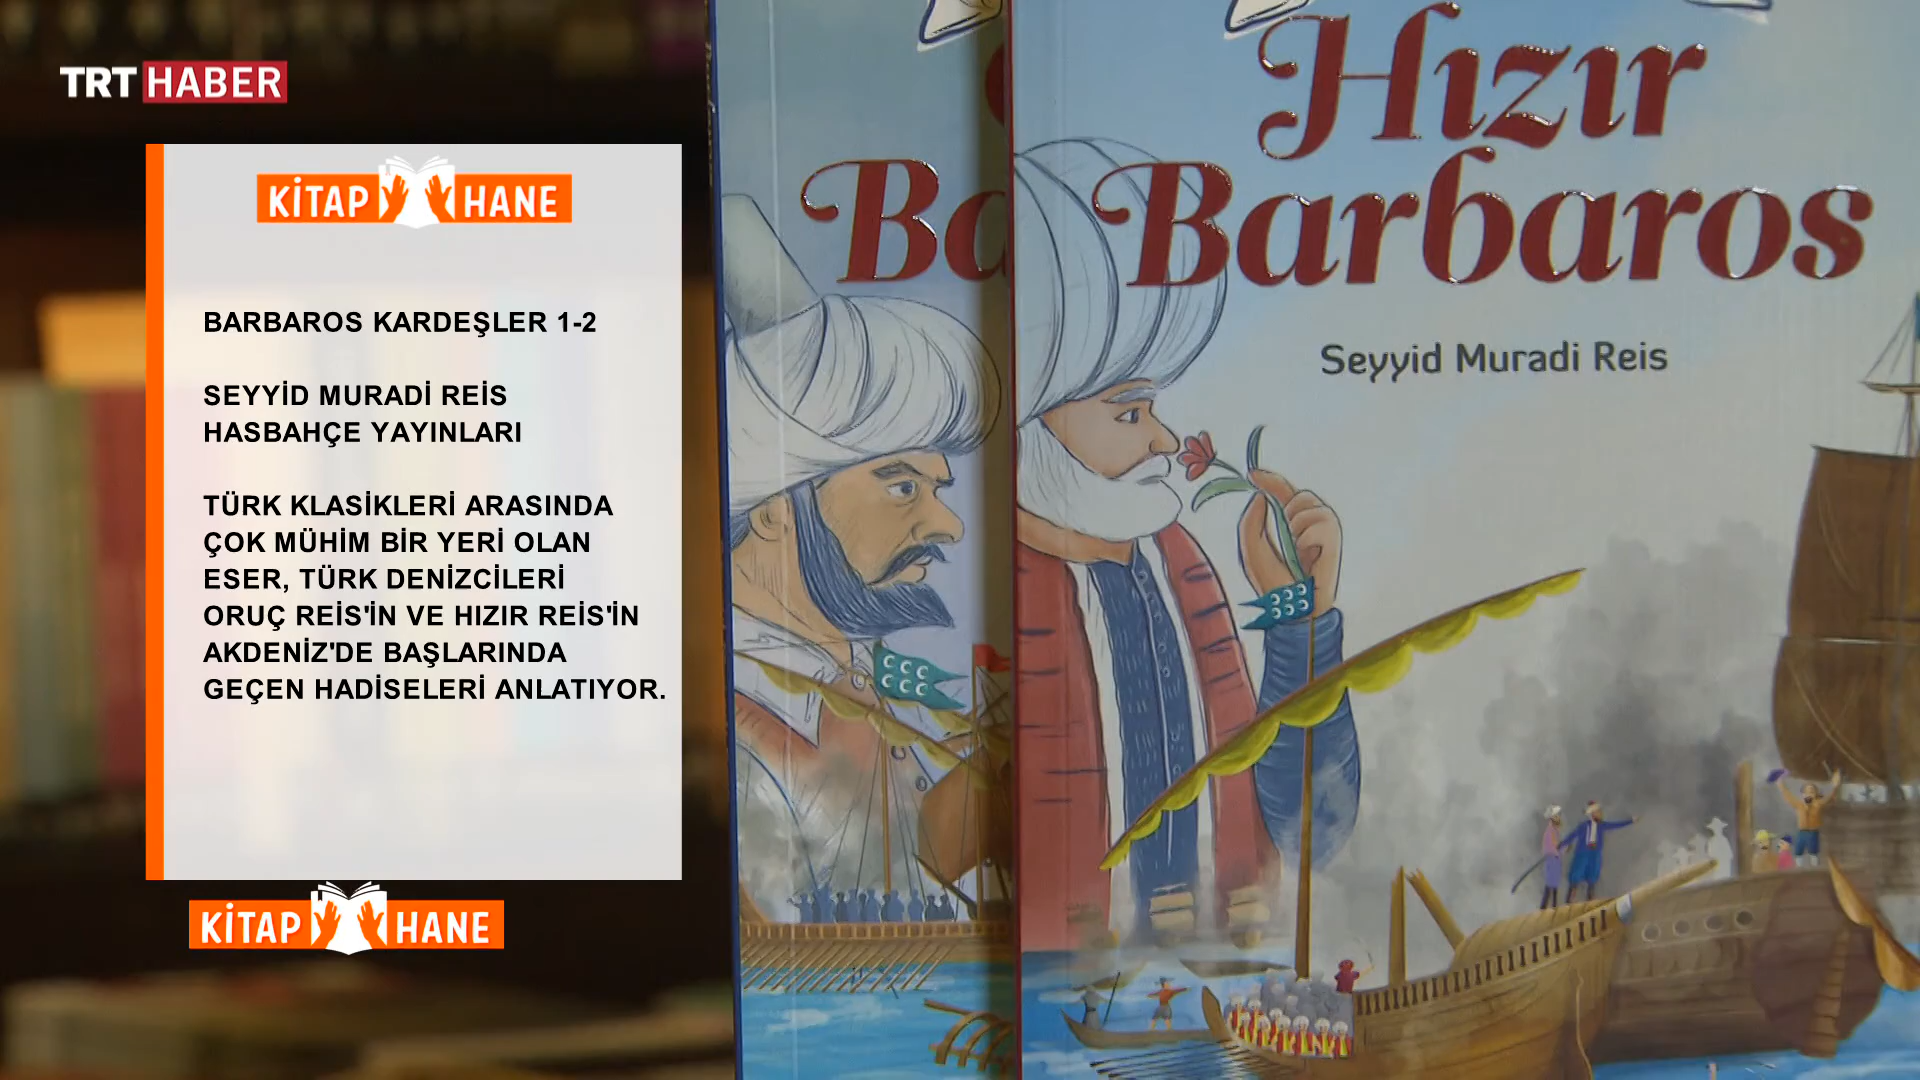 TRT HABER
KİTAP HANE
BARBAROS KARDEŞLER 1-2
SEYYİD MURADİ REİS
HASBAHÇE YAYINLARI
TÜRK KLASİKLERİ ARASINDA
ÇOK MÜHİM BİR YERİ OLAN
ESER, TÜRK DENİZCİLERİ
ORUÇ REİS'İN VE HIZIR REİS'İN
AKDENİZ'DE BAŞLARINDA
GEÇEN HADİSELERİ ANLATIYOR.
KİTAP HANE
Hızır
Barbaros
Seyyid Muradi Reis
Ba